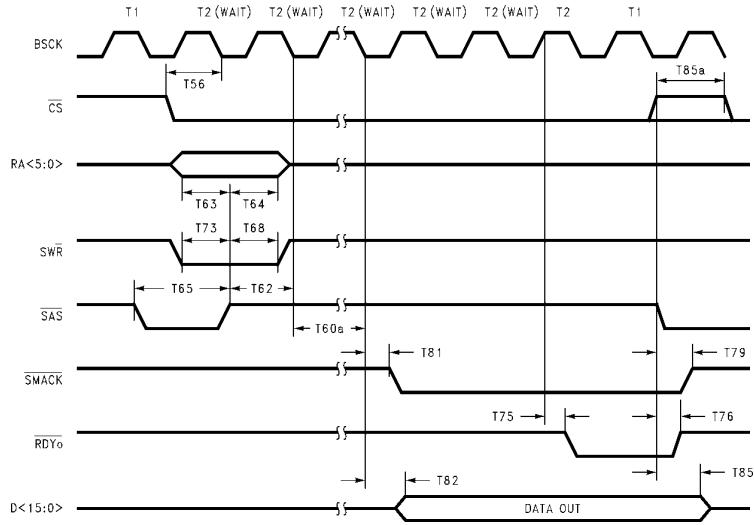 T1 T2 (WAIT) T2 (WAIT) T2 (WAIT) T2 (WAIT) T2 (WAIT) T2 T1
BSCK
T56
T85a
CS
RA<5:0>
T63 T64
T73 T68
SWR
T65 T62
SAS
T60a
T81 T79
SMACK
T75 T76
RDYo
T82 T85
D<15:0> DATA OUT